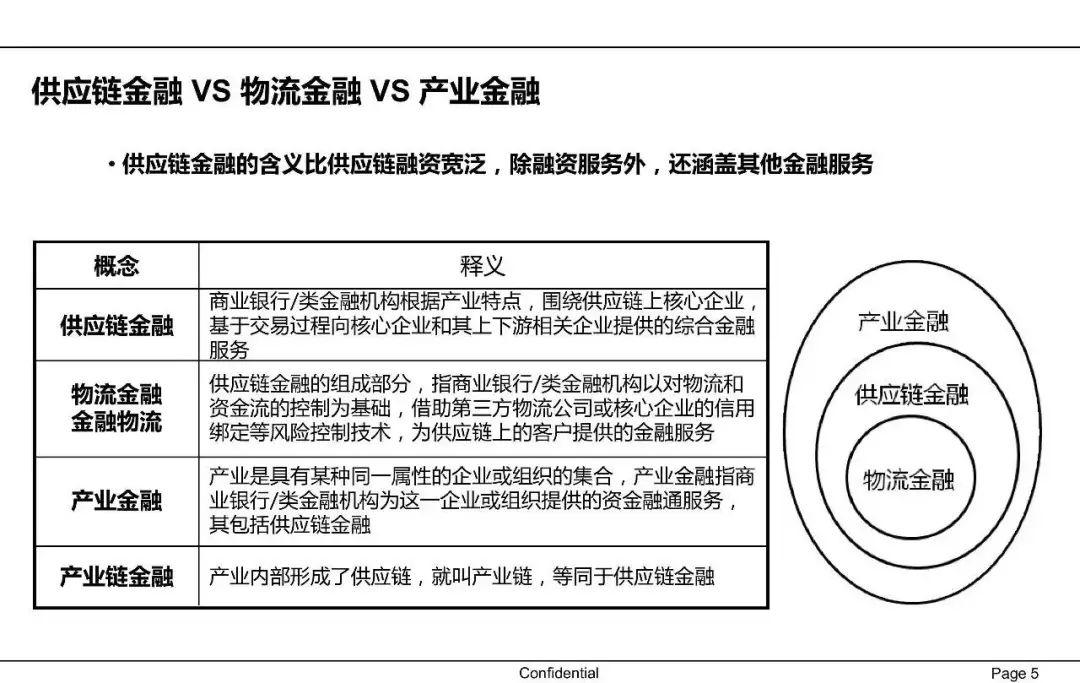 供应链金融 VS 物流金融 VS 产业金融
• 供应链金融的含义比供应链融资宽泛，除融资服务外，还涵盖其他金融服务
概念
释义
供应链金融
商业银行/类金融机构根据产业特点，围绕供应链上核心企业，
基于交易过程向核心企业和其上下游相关企业提供的综合金融
服务
物流金融
金融物流
供应链金融的组成部分，指商业银行/类金融机构以对物流和
资金流的控制为基础，借助第三方物流公司或核心企业的信用
绑定等风险控制技术，为供应链上的客户提供的金融服务
产业金融
产业是具有某种同一属性的企业或组织的集合，产业金融指商
业银行/类金融机构为这一企业或组织提供的资金融通服务，
其包括供应链金融
产业链金融
产业内部形成了供应链，就叫产业链，等同于供应链金融
产业金融
供应链金融
物流金融
Confidential
Page 5